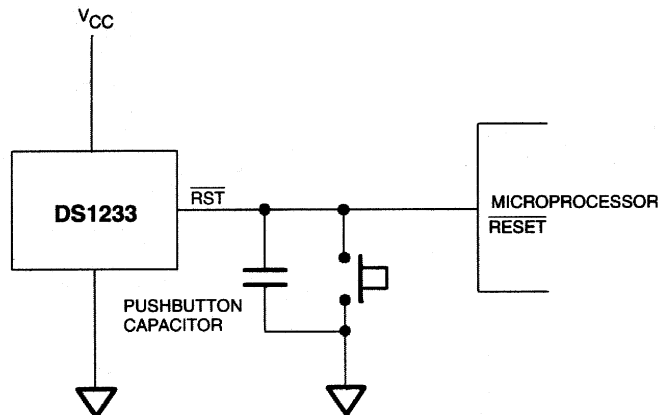 VCC
DS1233
RST
MICROPROCESSOR
RESET
PUSHBUTTON
CAPACITOR